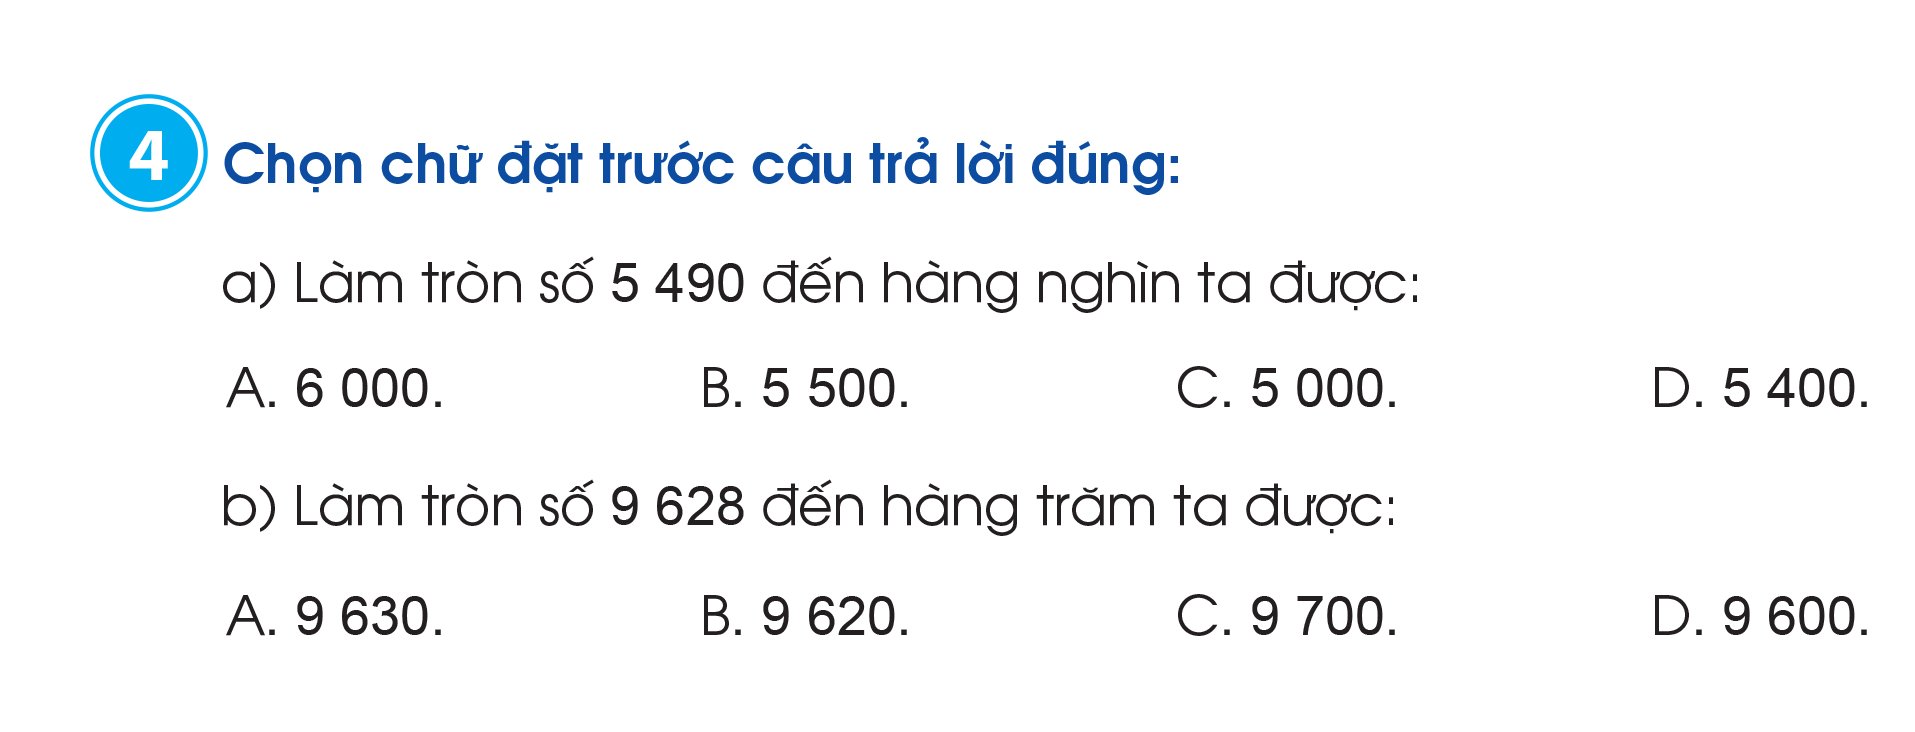 4 Chọn chữ đặt trước câu trả lời đúng:
a) Làm tròn số 5 490 đến hàng nghìn ta được:
A. 6 000. B. 5 500. C. 5 000. D. 5 400.
b) Làm tròn số 9 628 đến hàng trăm ta được:
A. 9 630. B. 9 620. C. 9 700. D. 9 600.